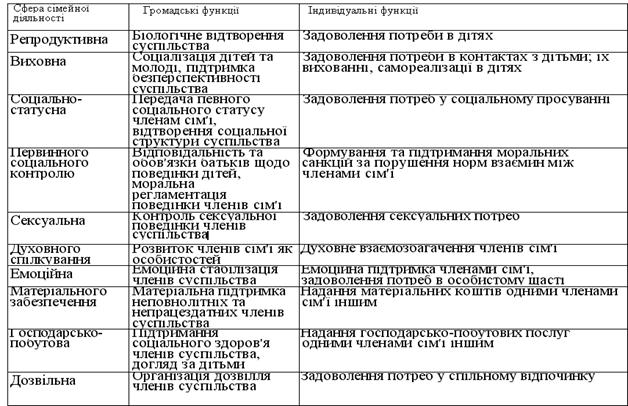 Сфера сімейної
діяльності
Громадські функції
Індивідуальні функції
Репродуктивна
Біологічне відтворення
суспільства
Задоволення потреби в дітях
Виховна
Соціалізація дітей та
молоді, підтримка
безперспективності
суспільства
Задоволення потреби в контактах з дітьми; їх
вихованні, самореалізації в дітях
Соціально-
статусна
Передача певного
соціального статусу
членам сім'ї,
відтворення соціальної
структури суспільства
Задоволення потреб у соціальному просуванні
Первинного
соціального
контролю
Відповідальність та
обов'язки батьків щодо
поведінки дітей,
моральна
регламентація
поведінки членів сім'ї
Формування та підтримання моральних
санкцій за порушення норм взаємин між
членами сім'ї
Сексуальна
Контроль сексуальної
поведінки членів
суспільства
Задоволення сексуальних потреб
Духовного
спілкування
Розвиток членів сім'ї як
особистостей
Духовне взаємозбагачення членів сім'ї
Емоційна
Емоційна стабілізація
членів суспільства
Емоційна підтримка членами сім'ї,
задоволення потреб в особистому щасті
Матеріального
забезпечення
Матеріальна підтримка
неповнолітніх та
непрацездатних членів
суспільства
Надання матеріальних коштів одними членами
сім'ї іншим
Господарсько-
побутова
Підтримання
соціального здоров'я
членів суспільства,
догляд за дітьми
Надання господарсько-побутових послуг
одними членами сім'ї іншим
Дозвільна
Організація дозвілля
членів суспільства
Задоволення потреб у спільному відпочинку